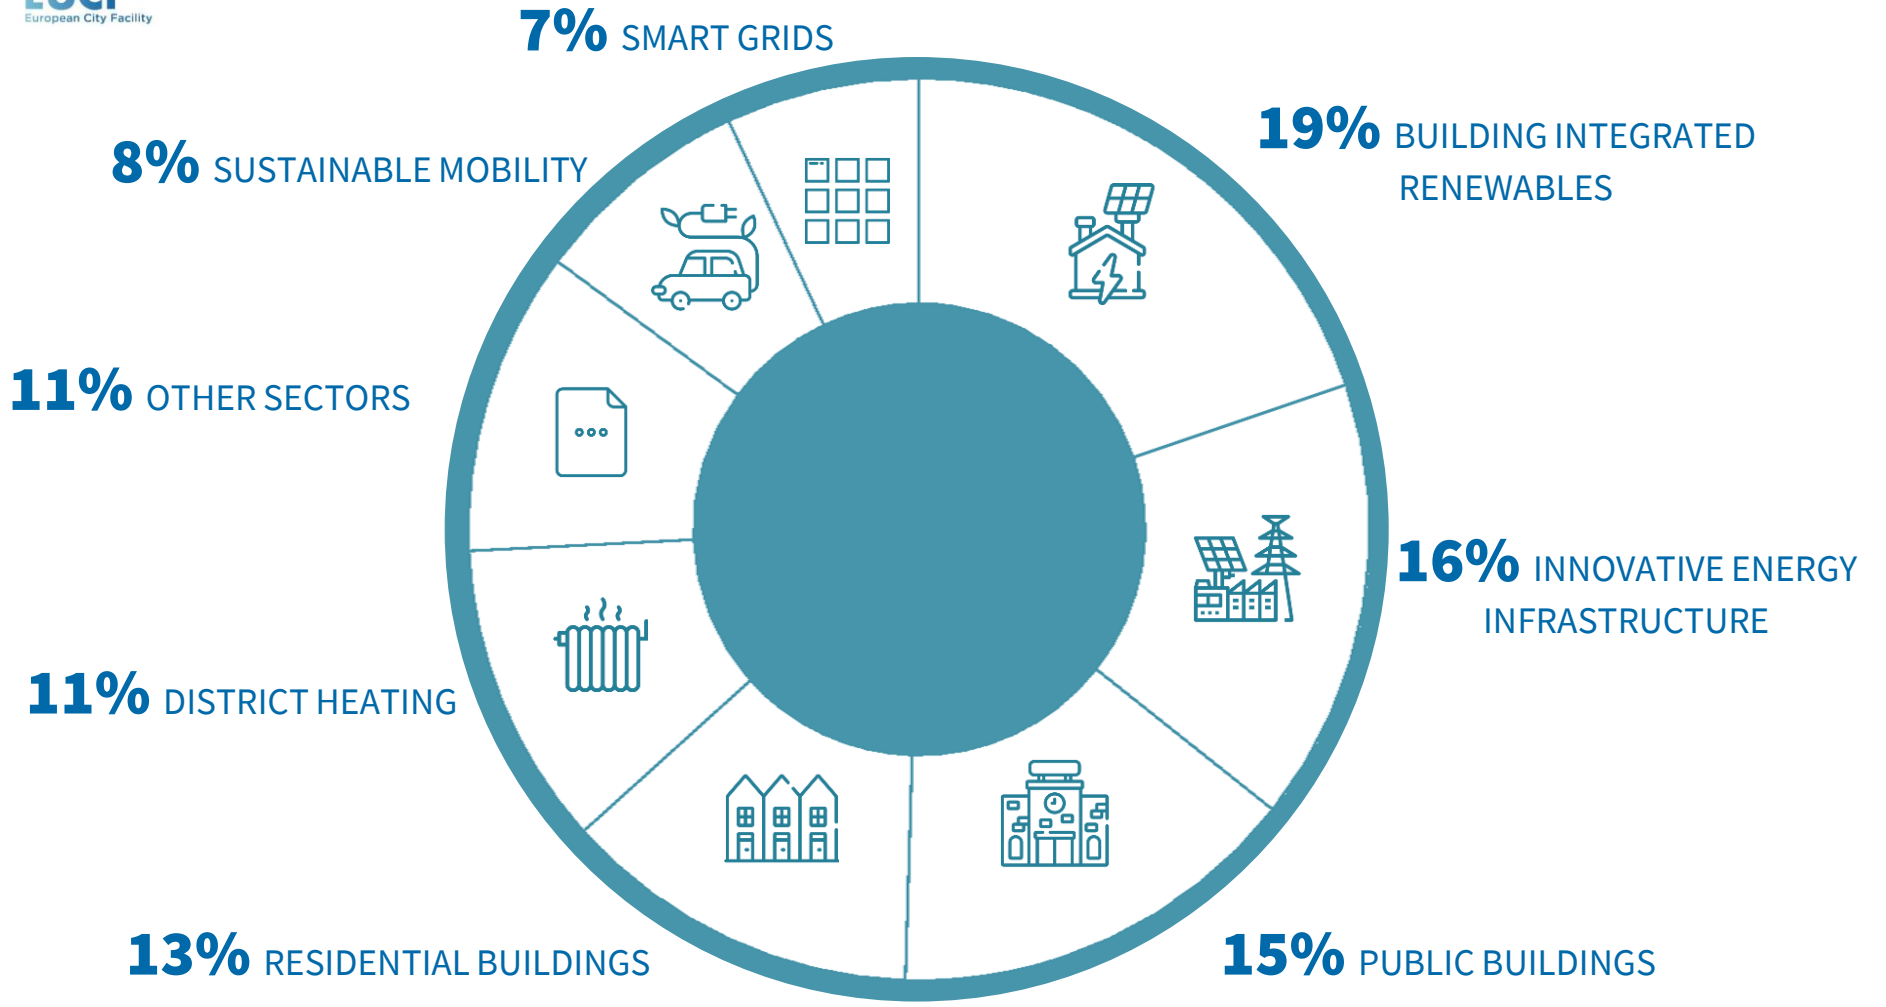 European City Facility
7% SMART GRIDS
19% BUILDING INTEGRATED
RENEWABLES
8% SUSTAINABLE MOBILITY
11% OTHER SECTORS
16% INNOVATIVE ENERGY
INFRASTRUCTURE
11% DISTRICT HEATING
13% RESIDENTIAL BUILDINGS
15% PUBLIC BUILDINGS